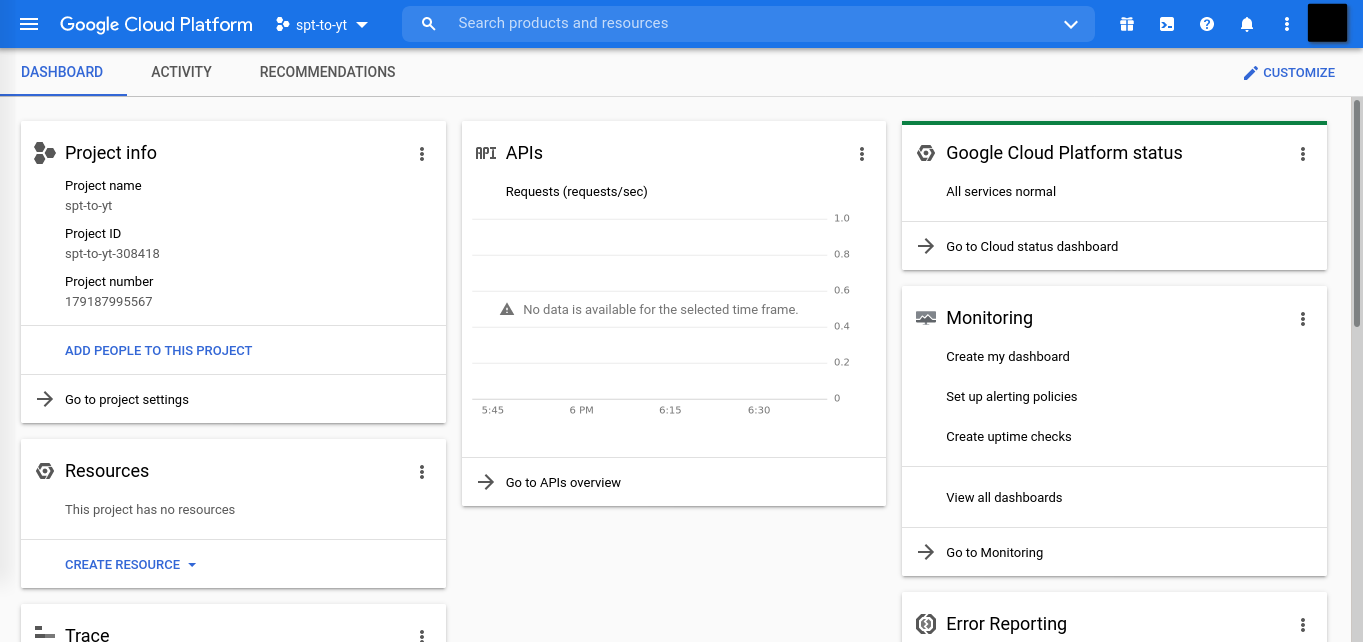 Google Cloud Platform
spt-to-yt
Search products and resources
DASHBOARD
ACTIVITY
RECOMMENDATIONS
CUSTOMIZE
Project info
Project name
spt-to-yt
Project ID
spt-to-yt-308418
Project number
179187995567
ADD PEOPLE TO THIS PROJECT
Go to project settings
Resources
This project has no resources
CREATE RESOURCE
Trace
API APIs
Requests (requests/sec)
1.0
0.8
0.6
No data is available for the selected time frame.
0.4
0.2
0
5:45 6 PM 6:15 6:30
Go to APIs overview
Google Cloud Platform status
All services normal
Go to Cloud status dashboard
Monitoring
Create my dashboard
Set up alerting policies
Create uptime checks
View all dashboards
Go to Monitoring
Error Reporting